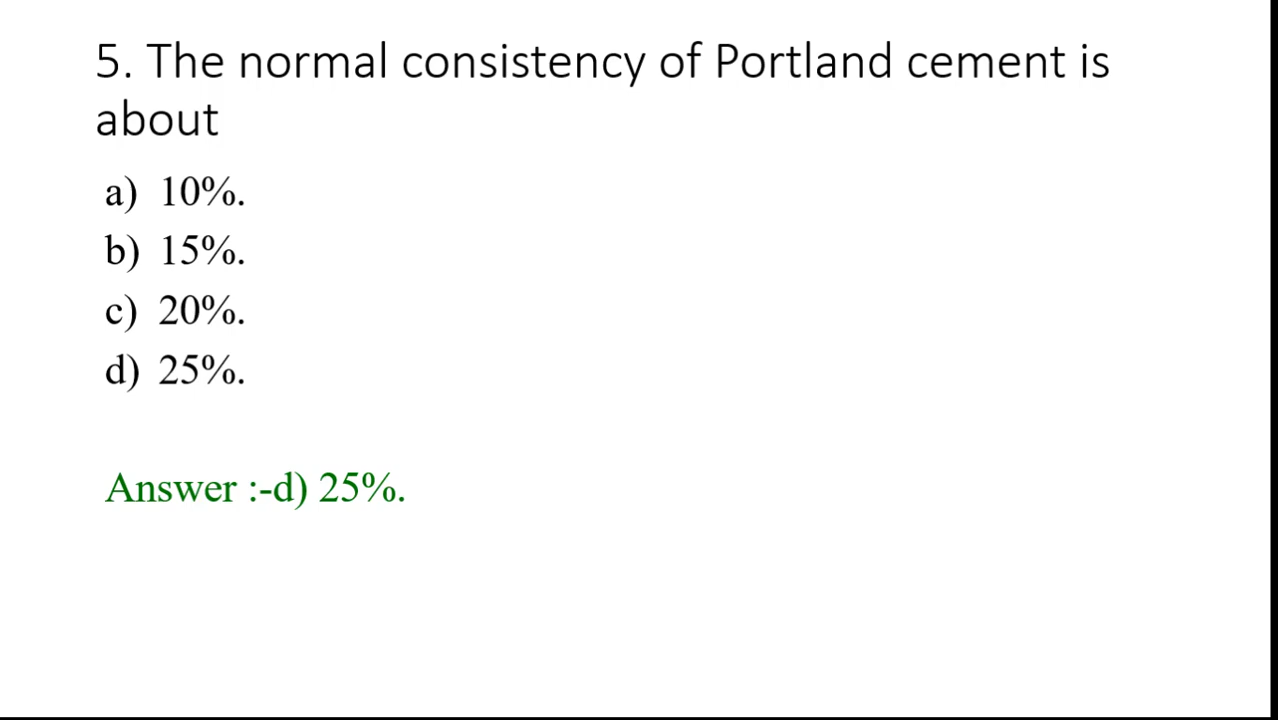 5. The normal consistency of Portland cement is
about
a) 10%.
b) 15%.
c) 20%.
d) 25%.
Answer :-d) 25%.